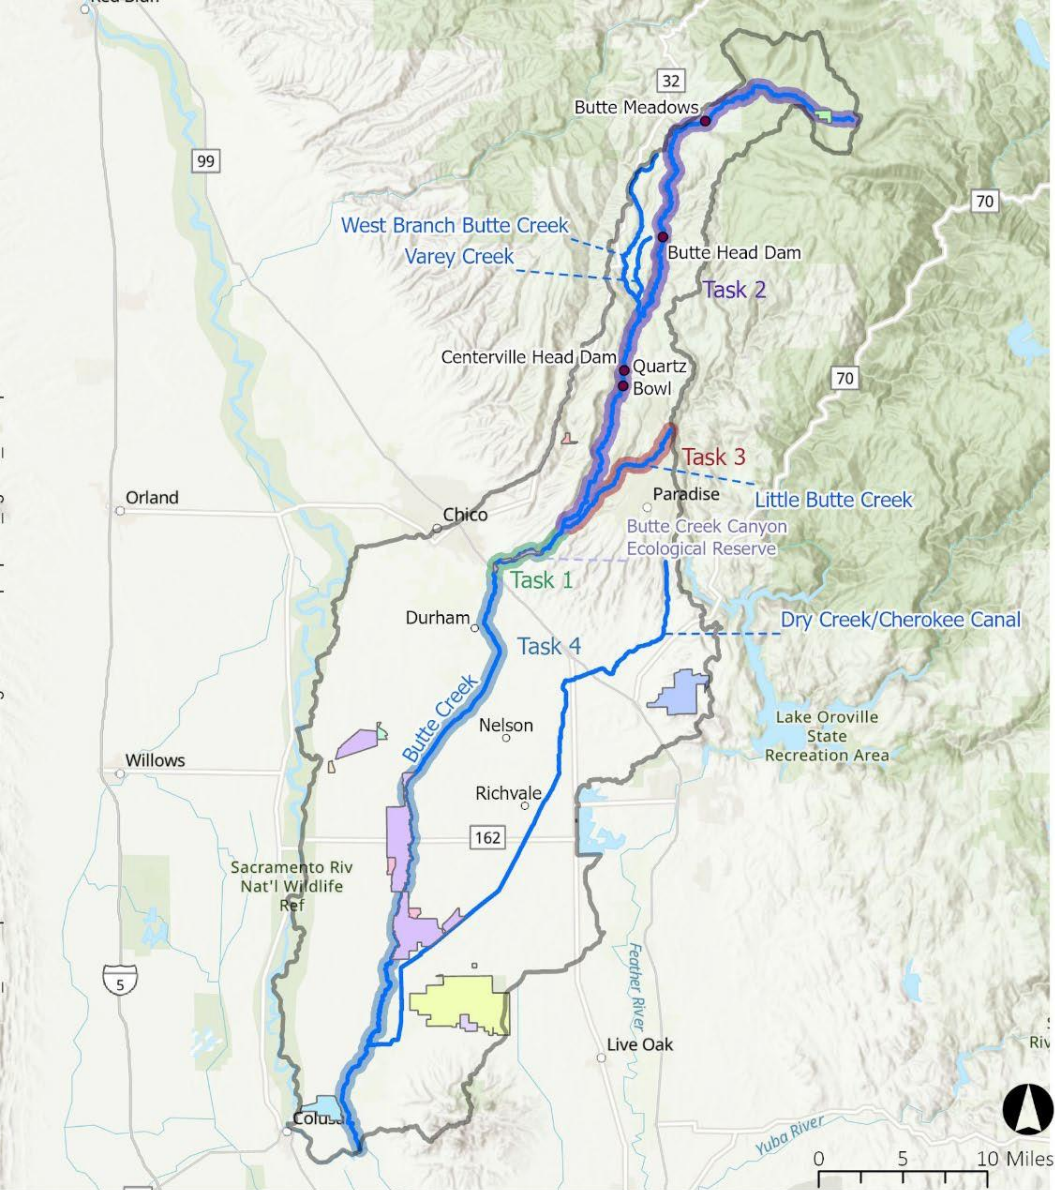 Red Bluff
32
Butte Meadows
99
70
West Branch Butte Creek
Varey Creek
Butte Head Dam
Task 2
Centerville Head Dam
Quartz
Bowl
70
Task 3
Orland
Paradise
Little Butte Creek
Chico
Butte Creek Canyon
Ecological Reserve
Task 1
Durham
Dry Creek/Cherokee Canal
Task 4
Butte Creek
Nelson
Lake Oroville
State
Recreation Area
Willows
Richvale
162
Sacramento Riv
Nat'l Wildlife
Ref
Feather River
5
Live Oak
Riv
Colusa
Yuba River
0 5 10 Miles